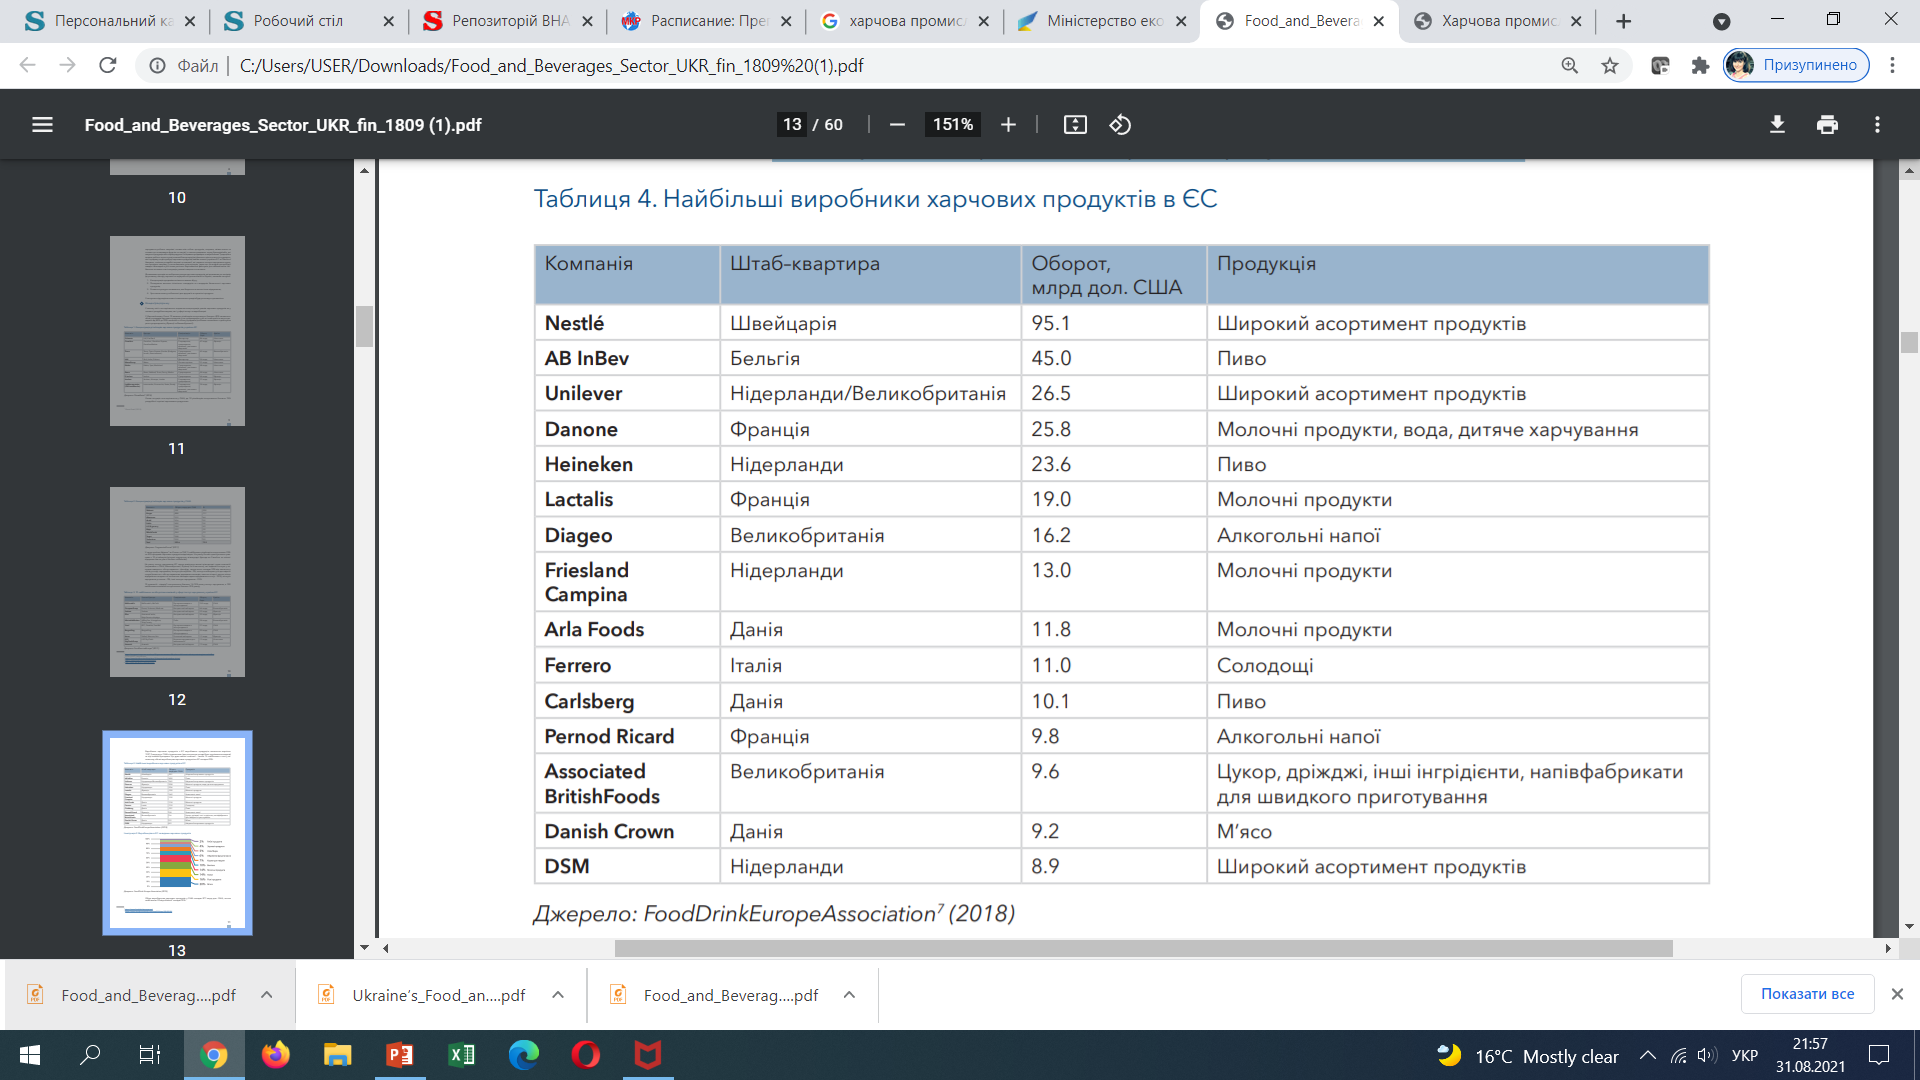 Персональний ка
Робочий стіл
Репозиторій ВНА
Расписание: Пре
харчова промис
Міністерство еко
Food_and_Bevera
Харчова промис
Файл
C:/Users/USER/Downloads/Food_and_Beverages_Sector_UKR_fin_1809%20(1).pdf
Призупинено
Food_and_Beverages_Sector_UKR_fin_1809 (1).pdf
13 / 60
151%
10
11
12
13
Таблиця 4. Найбільші виробники харчових продуктів в ЄС
Компанія Штаб-квартира Оборот, млрд дол. США Продукція
Nestlé Швейцарія 95.1 Широкий асортимент продуктів
AB InBev Бельгія 45.0 Пиво
Unilever Нідерланди/Великобританія 26.5 Широкий асортимент продуктів
Danone Франція 25.8 Молочні продукти, вода, дитяче харчування
Heineken Нідерланди 23.6 Пиво
Lactalis Франція 19.0 Молочні продукти
Diageo Великобританія 16.2 Алкогольні напої
Friesland Campina Нідерланди 13.0 Молочні продукти
Arla Foods Данія 11.8 Молочні продукти
Ferrero Італія 11.0 Солодощі
Carlsberg Данія 10.1 Пиво
Pernod Ricard Франція 9.8 Алкогольні напої
Associated BritishFoods Великобританія 9.6 Цукор, дріжджі, інші інгрідієнти, напівфабрикати для швидкого приготування
Danish Crown Данія 9.2 М’ясо
DSM Нідерланди 8.9 Широкий асортимент продуктів
Джерело: FoodDrinkEuropeAssociation⁷ (2018)
Food_and_Beverag....pdf
Ukraine’s_Food_an....pdf
Food_and_Beverag....pdf
Показати все
16°C Mostly clear
УКР
21:57
31.08.2021